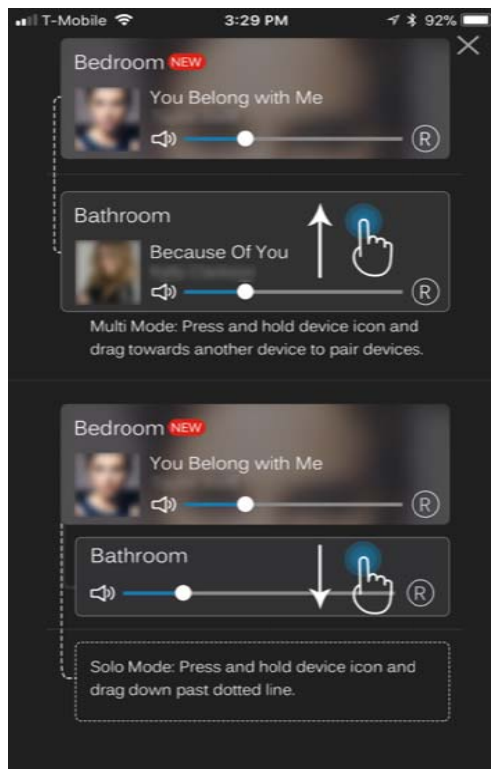 T-Mobile 3:29 PM 92%
Bedroom NEW
You Belong with Me
R
Bathroom
Because Of You
R
Multi Mode: Press and hold device icon and
drag towards another device to pair devices.
Bedroom NEW
You Belong with Me
R
Bathroom
R
Solo Mode: Press and hold device icon and
drag down past dotted line.